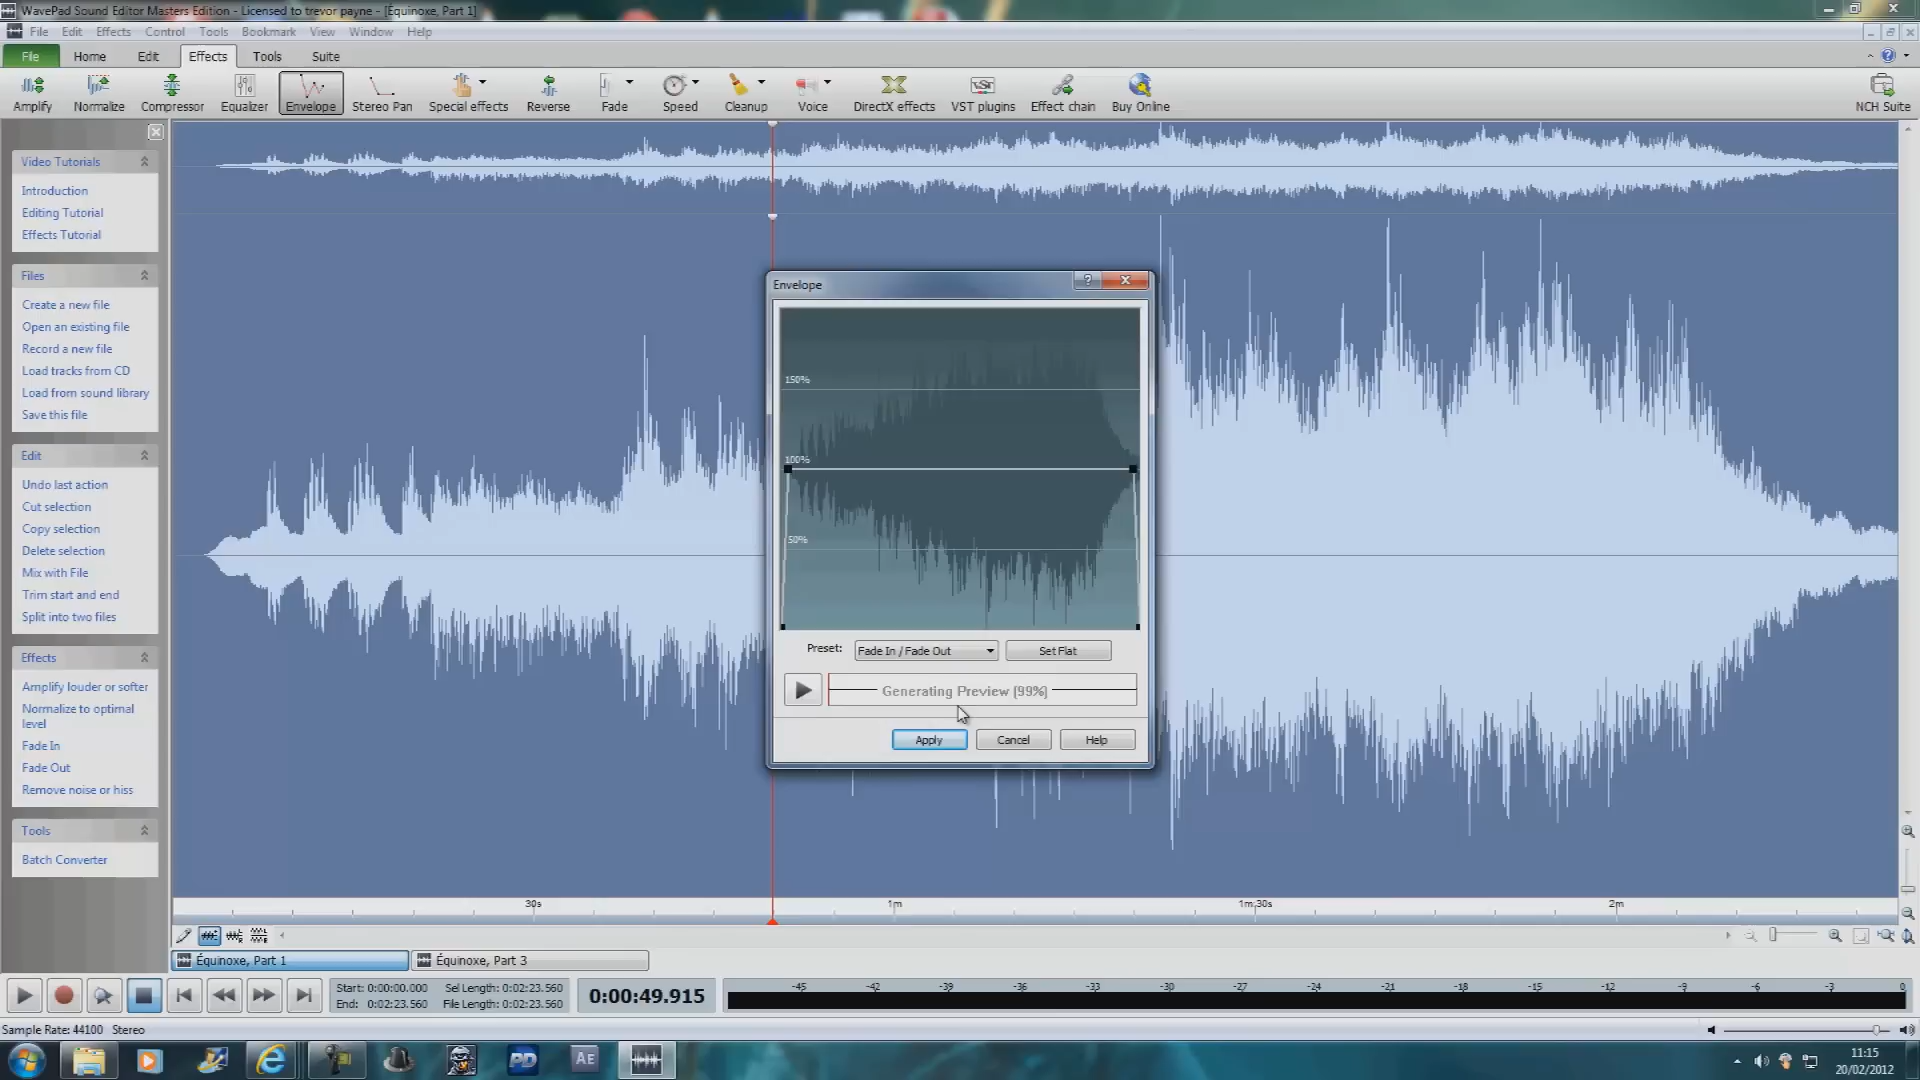 WavePad Sound Editor Masters Edition - Licensed to trevor payne - [Équinoxe, Part 1]
File Edit Effects Control Tools Bookmark View Window Help
File Home Edit Effects Tools Suite
Amplify Normalize Compressor Equalizer Envelope Stereo Pan Special effects Reverse Fade Speed Cleanup Voice DirectX effects VST plugins Effect chain Buy Online NCH Suite
Video Tutorials
Introduction
Editing Tutorial
Effects Tutorial
Files
Create a new file
Open an existing file
Record a new file
Load tracks from CD
Load from sound library
Save this file
Edit
Undo last action
Cut selection
Copy selection
Delete selection
Mix with File
Trim start and end
Split into two files
Effects
Amplify louder or softer
Normalize to optimal
level
Fade In
Fade Out
Remove noise or hiss
Tools
Batch Converter
Envelope
150%
100%
50%
Preset: Fade In / Fade Out Set Flat
Generating Preview (99%)
Apply Cancel Help
30s 1m 1m;30s 2m
Équinoxe, Part 1 Équinoxe, Part 3
Start: 0:00:00.000 Sel Length: 0:02:23.560
End: 0:02:23.560 File Length: 0:02:23.560
0:00:49.915
-45 -42 -39 -36 -33 -30 -27 -24 -21 -18 -15 -12 -9 -6 -3 0
Sample Rate: 44100 Stereo
PD AE
11:15
20/02/2012